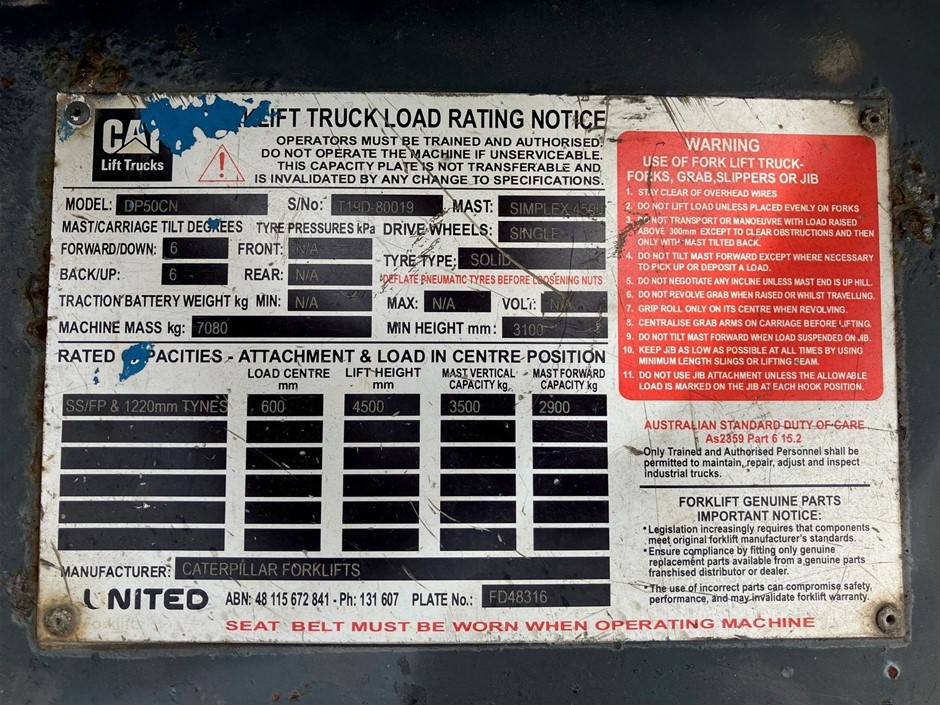 CAT
Lift Trucks
LIFT TRUCK LOAD RATING NOTICE
OPERATORS MUST BE TRAINED AND AUTHORISED.
DO NOT OPERATE THE MACHINE IF UNSERVICEABLE.
THIS CAPACITY PLATE IS NOT TRANSFERABLE AND
IS INVALIDATED BY ANY CHANGE TO SPECIFICATIONS.
MODEL: DP50CN S/No: T19D-80019 MAST: SIMPLEX
MAST/CARRIAGE TILT DEGREES TYRE PRESSURES kPa DRIVE WHEELS: SINGLE
FORWARD/DOWN: 6 FRONT: N/A TYRE TYPE: SOLID
BACK/UP: 6 REAR: N/A DEFLATE PNEUMATIC TYRES BEFORE LOOSENING NUTS
TRACTION BATTERY WEIGHT kg MIN: N/A MAX: N/A VOLT: N/A
MACHINE MASS kg: 7080 MIN HEIGHT mm: 3100
RATED CAPACITIES - ATTACHMENT & LOAD IN CENTRE POSITION
LOAD CENTRE mm LIFT HEIGHT mm MAST VERTICAL CAPACITY kg MAST FORWARD CAPACITY kg
SS/FP & 1220mm TYNES 600 4500 3500 2900
MANUFACTURER: CATERPILLAR FORKLIFTS
UNITED ABN: 48 115 672 841 - Ph: 131 607 PLATE No.: FD48316
Forklift
SEAT BELT MUST BE WORN WHEN OPERATING MACHINE
WARNING
USE OF FORK LIFT TRUCK-
FORKS, GRAB, SLIPPERS OR JIB
1. STAY CLEAR OF OVERHEAD WIRES
2. DO NOT LIFT LOAD UNLESS PLACED EVENLY ON FORKS
3. DO NOT TRANSPORT OR MANOEUVRE WITH LOAD RAISED
ABOVE 300mm EXCEPT TO CLEAR OBSTRUCTIONS AND THEN
ONLY WITH MAST TILTED BACK.
4. DO NOT TILT MAST FORWARD EXCEPT WHERE NECESSARY
TO PICK UP OR DEPOSIT A LOAD.
5. DO NOT NEGOTIATE ANY INCLINE UNLESS MAST END IS UP HILL.
6. DO NOT REVOLVE GRAB WHEN RAISED OR WHILST TRAVELLING.
7. GRIP ROLL ONLY ON ITS CENTRE WHEN REVOLVING.
8. CENTRALISE GRAB ARMS ON CARRIAGE BEFORE LIFTING.
9. DO NOT TILT MAST FORWARD WHEN LOAD SUSPENDED ON JIB.
10. KEEP JIB AS LOW AS POSSIBLE AT ALL TIMES BY USING
MINIMUM LENGTH SLINGS OR LIFTING BEAM.
11. DO NOT USE JIB ATTACHMENT UNLESS THE ALLOWABLE
LOAD IS MARKED ON THE JIB AT EACH HOOK POSITION.
AUSTRALIAN STANDARD DUTY OF CARE
As2359 Part 6 15.2
Only Trained and Authorised Personnel shall be
permitted to maintain, repair, adjust and inspect
industrial trucks.
FORKLIFT GENUINE PARTS
IMPORTANT NOTICE:
• Legislation increasingly requires that components
meet original forklift manufacturer's standards.
• Ensure compliance by fitting only genuine
replacement parts available from a genuine parts
franchised distributor or dealer.
• The use of incorrect parts can compromise safety,
performance, and may invalidate forklift warranty.